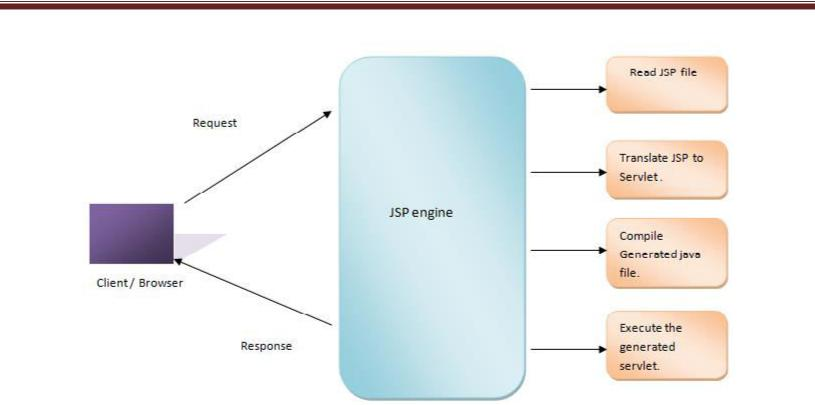 Read JSP file
Request
Translate JSP to
Servlet.
JSP engine
Compile
Generated java
file.
Client / Browser
Execute the
generated
servlet.
Response